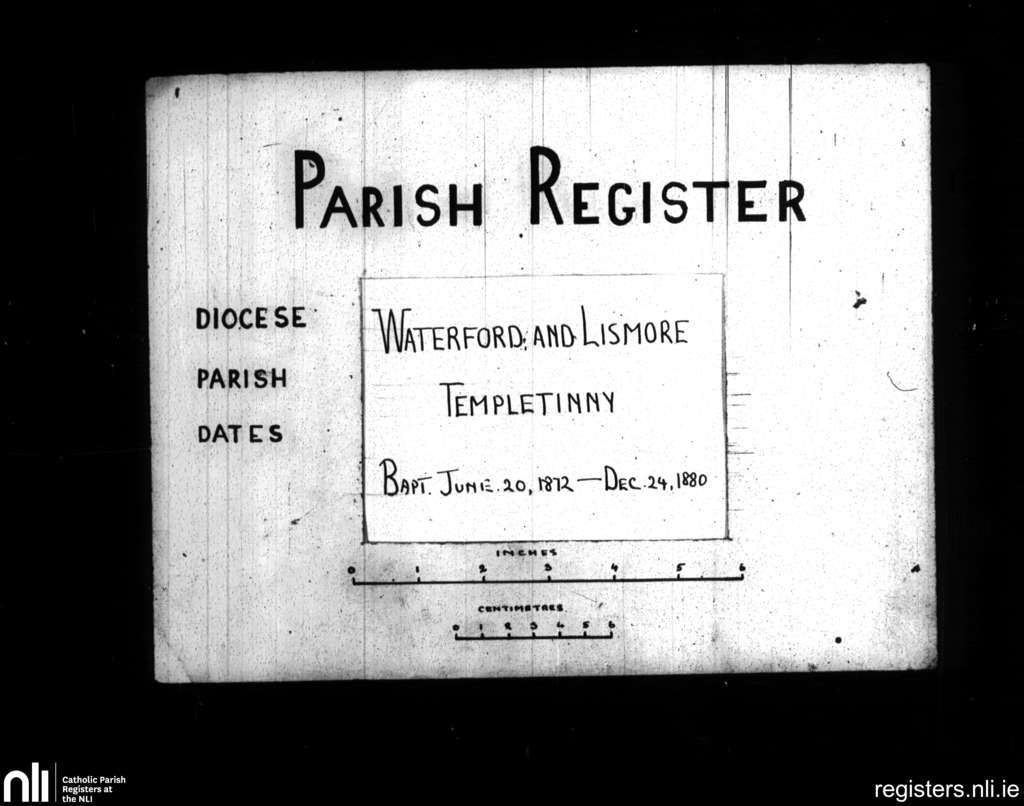 PARISH REGISTER
DIOCESE WATERFORD AND LISMORE
PARISH TEMPLETINNY
DATES BAPT. JUNE. 20, 1872 — DEC. 24, 1880
INCHES
0 1 2 3 4 5 6
CENTIMETRES
0 1 2 3 4 5 6
nli Catholic Parish
Registers at
the NLI
registers.nli.ie